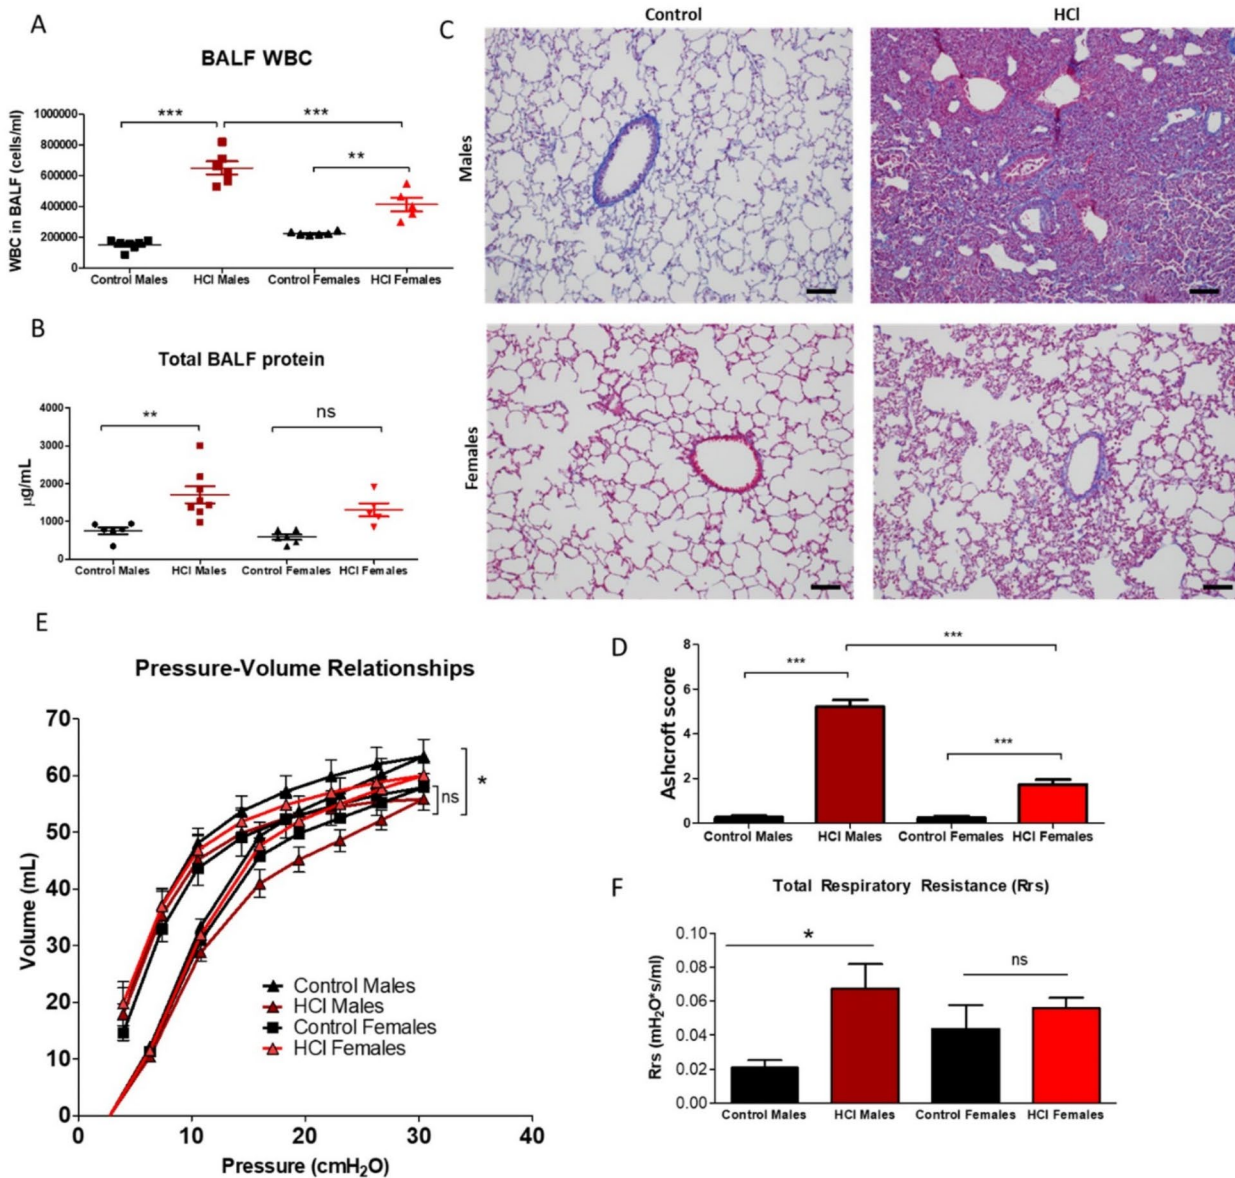 A
BALF WBC
WBC in BALF (cells/ml)
1000000
800000
600000
400000
200000
0
***
***
**
Control Males HCl Males Control Females HCl Females
B
Total BALF protein
µg/mL
4000
3000
2000
1000
0
**
ns
Control Males HCl Males Control Females HCl Females
C
Control HCl
Males
Females
D
Ashcroft score
8
6
4
2
0
***
***
***
Control Males HCl Males Control Females HCl Females
E
Pressure-Volume Relationships
Volume (mL)
70
60
50
40
30
20
10
0
ns
*
Control Males
HCl Males
Control Females
HCl Females
0 10 20 30 40
Pressure (cmH₂O)
F
Total Respiratory Resistance (Rrs)
Rrs (mH₂O*s/ml)
0.10
0.08
0.06
0.04
0.02
0.00
*
ns
Control Males HCl Males Control Females HCl Females